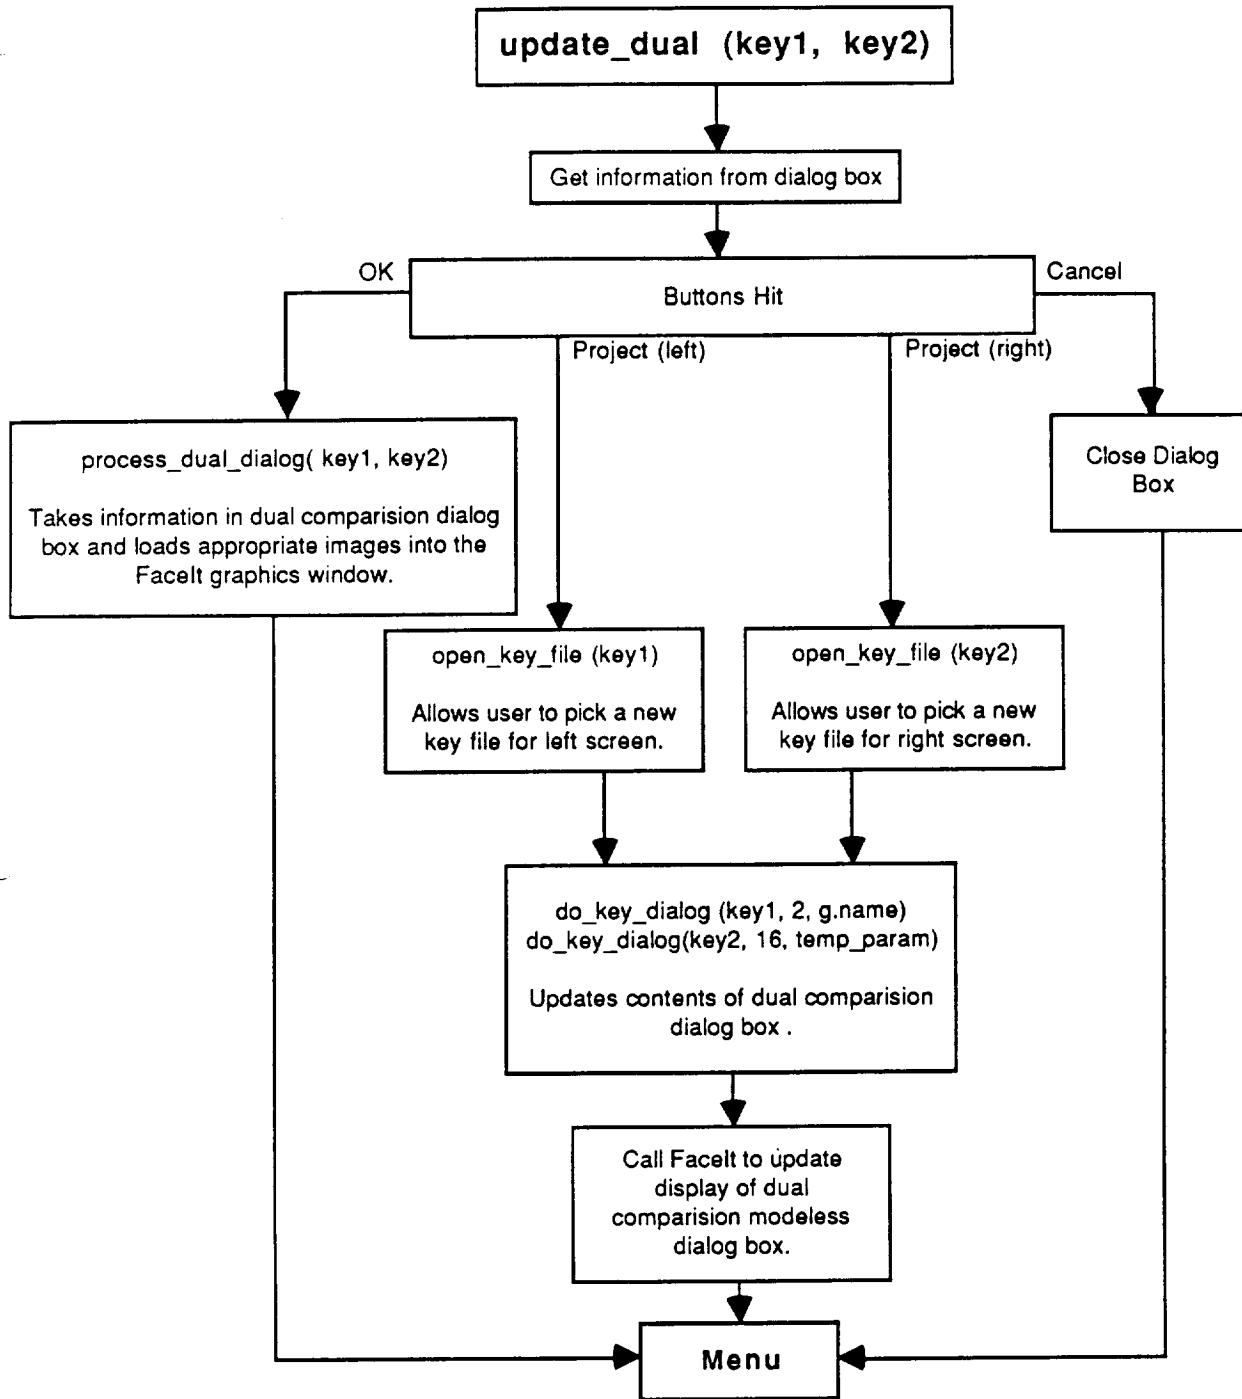 update_dual (key1, key2)
Get information from dialog box
OK
Buttons Hit
Cancel
Project (left)
Project (right)
process_dual_dialog( key1, key2)
Takes information in dual comparision dialog
box and loads appropriate images into the
FaceIt graphics window.
Close Dialog
Box
open_key_file (key1)
Allows user to pick a new
key file for left screen.
open_key_file (key2)
Allows user to pick a new
key file for right screen.
do_key_dialog (key1, 2, g.name)
do_key_dialog(key2, 16, temp_param)
Updates contents of dual comparision
dialog box .
Call FaceIt to update
display of dual
comparision modeless
dialog box.
Menu